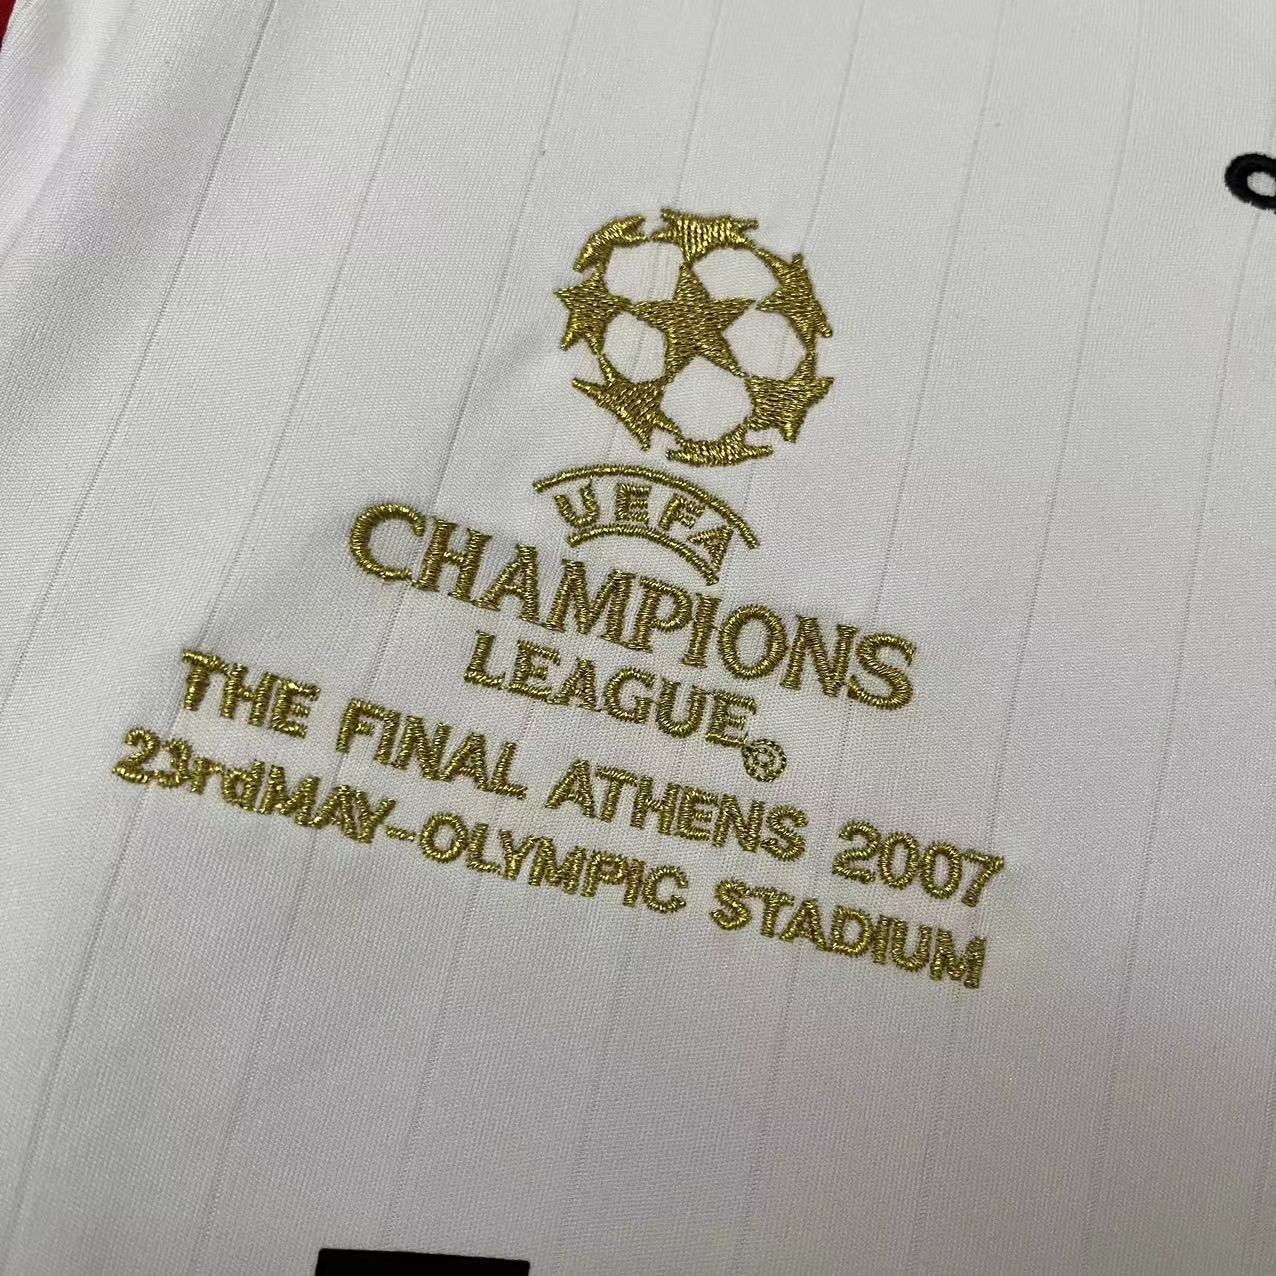 UEFA
CHAMPIONS
LEAGUE®
THE FINAL ATHENS 2007
23rdMAY-OLYMPIC STADIUM